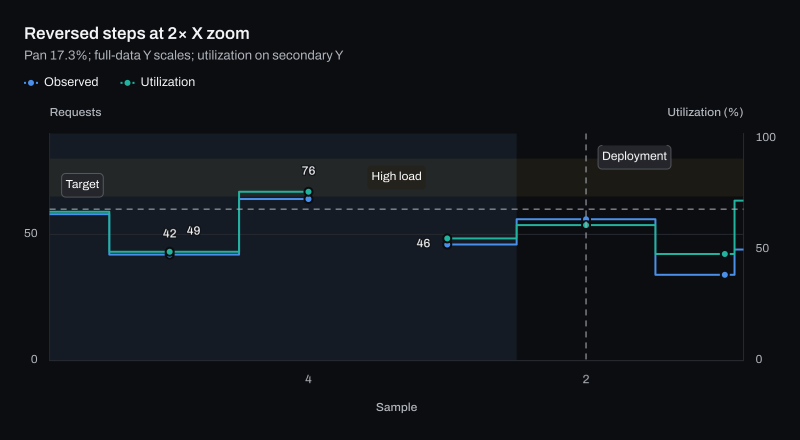 Reversed steps at 2× X zoom
Pan 17.3%; full-data Y scales; utilization on secondary Y
Observed Utilization
Requests Utilization (%)
100
Deployment
76
High load
Target
42 49
46
50 50
0 0
4 2
Sample